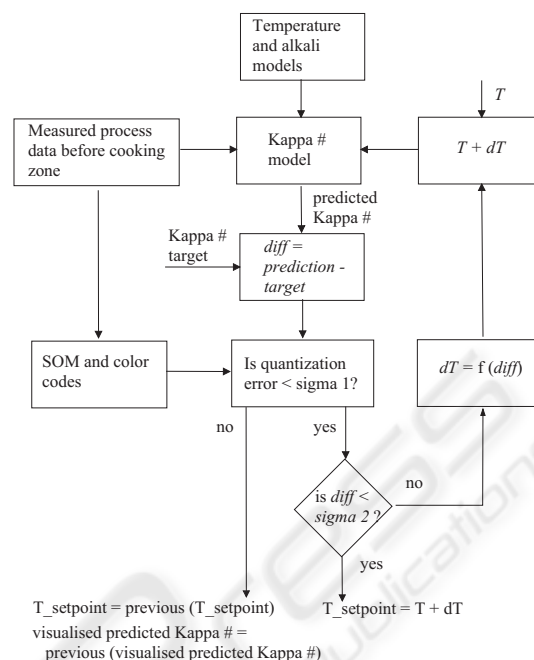 Temperature
and alkali
models
T
Measured process
data before cooking
zone
Kappa #
model
T + dT
predicted
Kappa #
Kappa #
target
diff =
prediction -
target
SOM and color
codes
Is quantization
error < sigma 1?
dT = f (diff)
no
yes
is diff <
sigma 2 ?
no
yes
T_setpoint = previous (T_setpoint)
T_setpoint = T + dT
visualised predicted Kappa # =
previous (visualised predicted Kappa #)